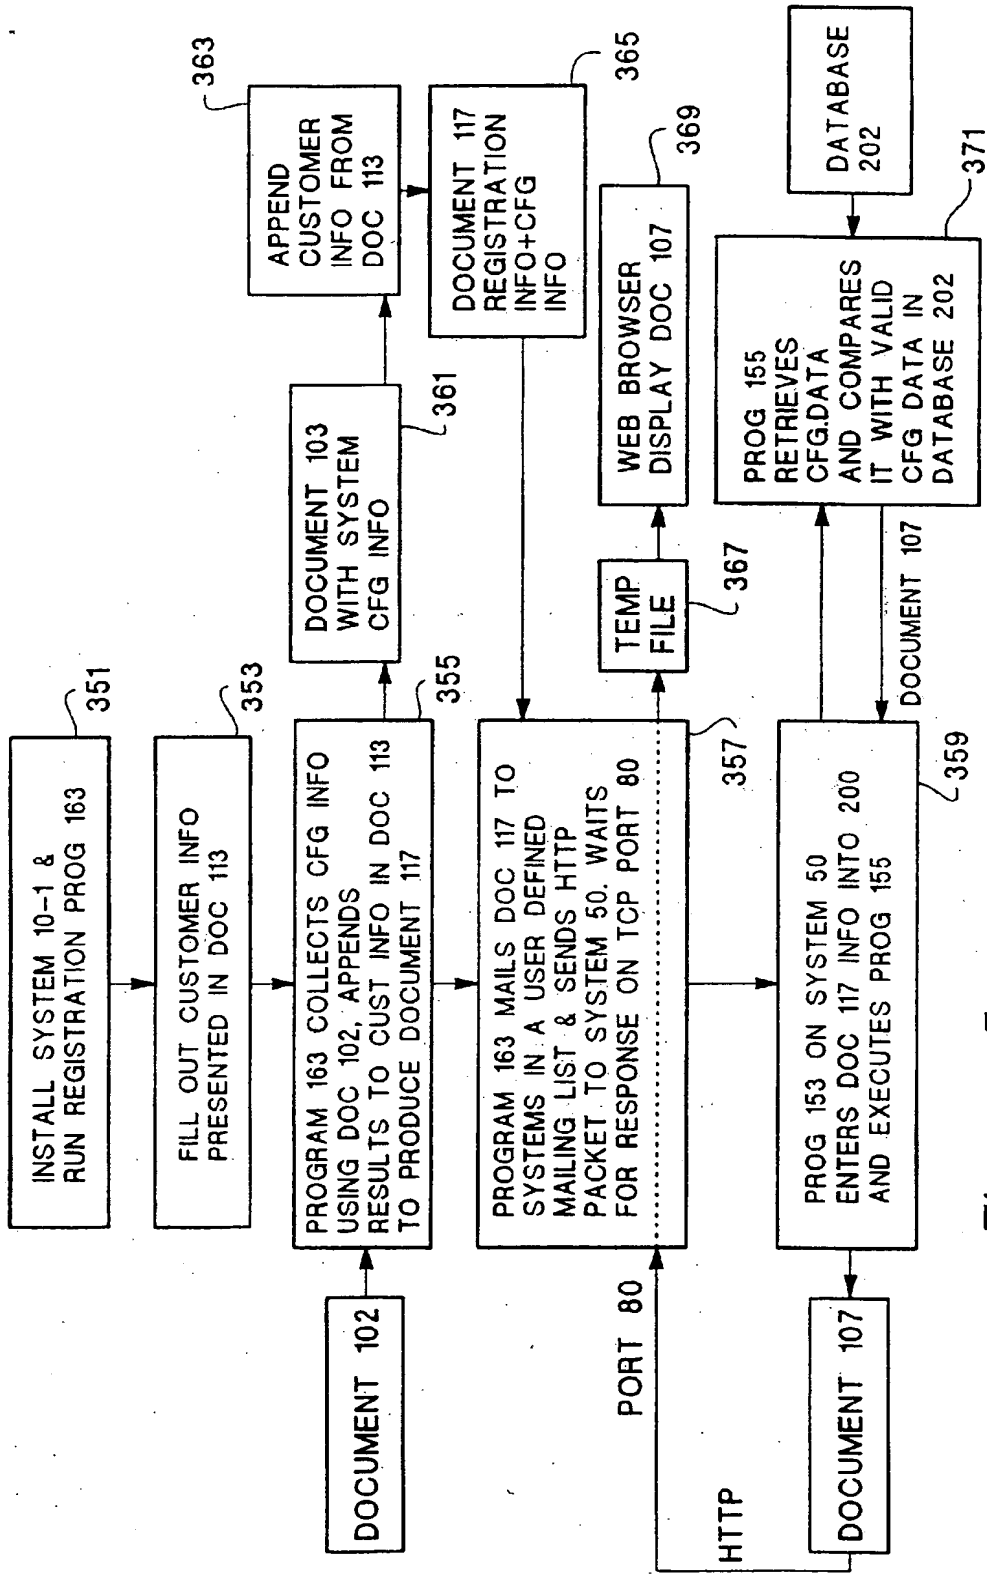 INSTALL SYSTEM 10-1 &
RUN REGISTRATION PROG 163
351
FILL OUT CUSTOMER INFO
PRESENTED IN DOC 113
353
DOCUMENT 102
PROGRAM 163 COLLECTS CFG INFO
USING DOC 102, APPENDS
RESULTS TO CUST INFO IN DOC 113
TO PRODUCE DOCUMENT 117
355
DOCUMENT 103
WITH SYSTEM
CFG INFO
361
APPEND
CUSTOMER
INFO FROM
DOC 113
363
DOCUMENT 117
REGISTRATION
INFO+CFG
INFO
365
PROGRAM 163 MAILS DOC 117 TO
SYSTEMS IN A USER DEFINED
MAILING LIST & SENDS HTTP
PACKET TO SYSTEM 50. WAITS
FOR RESPONSE ON TCP PORT 80
357
PORT 80
HTTP
TEMP
FILE
367
WEB BROWSER
DISPLAY DOC 107
369
PROG 153 ON SYSTEM 50
ENTERS DOC 117 INFO INTO 200
AND EXECUTES PROG 155
359
DOCUMENT 107
DOCUMENT 107
PROG 155
RETRIEVES
CFG.DATA
AND COMPARES
IT WITH VALID
CFG DATA IN
DATABASE 202
371
DATABASE
202